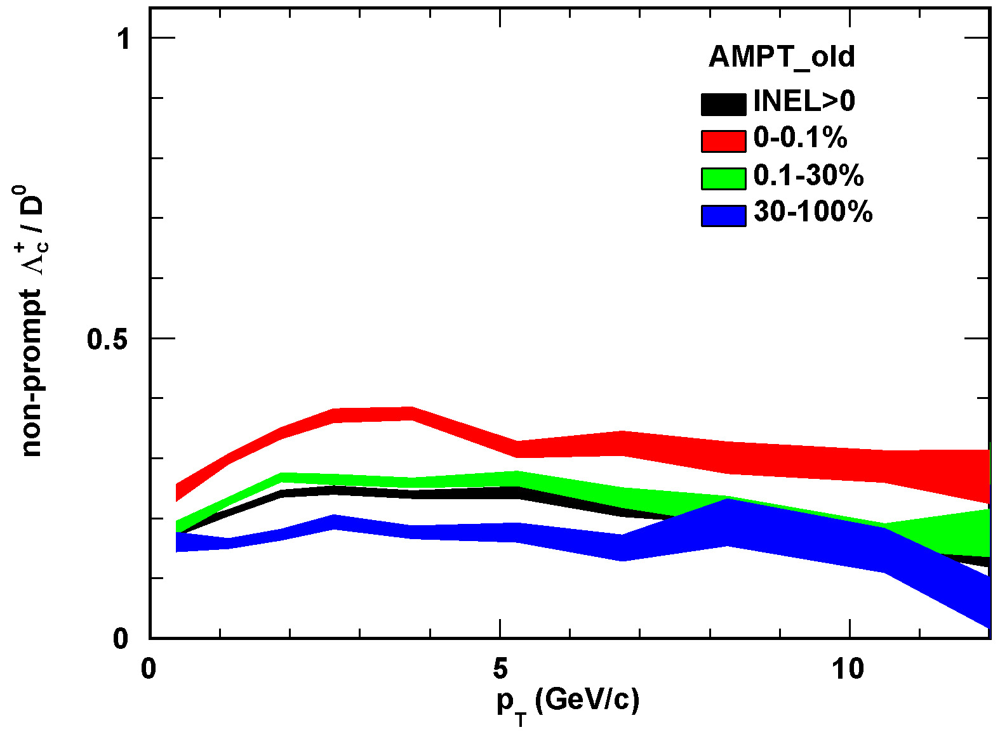 AMPT_old
INEL>0
0-0.1%
0.1-30%
30-100%
non-prompt Λc+ / D0
1
0.5
0
0 5 10
pT (GeV/c)